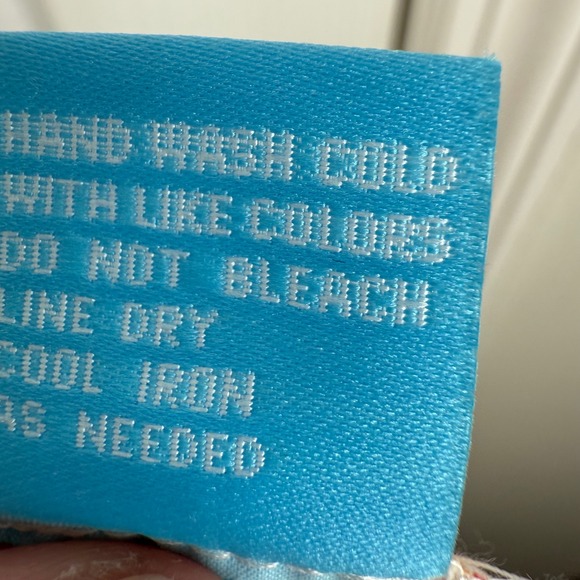 HAND WASH COLD
WITH LIKE COLORS
DO NOT BLEACH
LINE DRY
COOL IRON
AS NEEDED